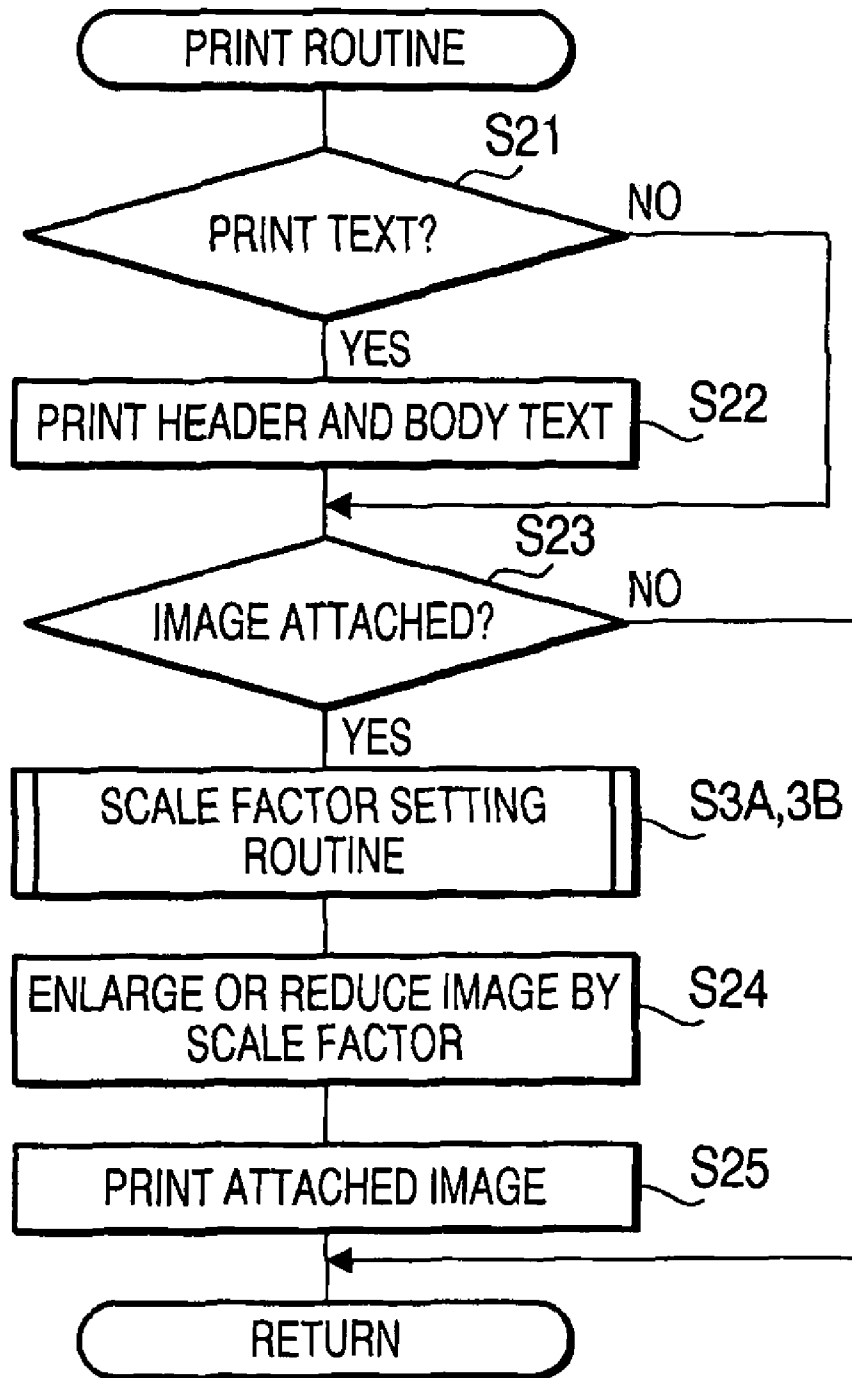 PRINT ROUTINE
S21
PRINT TEXT?
NO
YES
PRINT HEADER AND BODY TEXT
S22
S23
IMAGE ATTACHED?
NO
YES
SCALE FACTOR SETTING
ROUTINE
S3A,3B
ENLARGE OR REDUCE IMAGE BY
SCALE FACTOR
S24
PRINT ATTACHED IMAGE
S25
RETURN